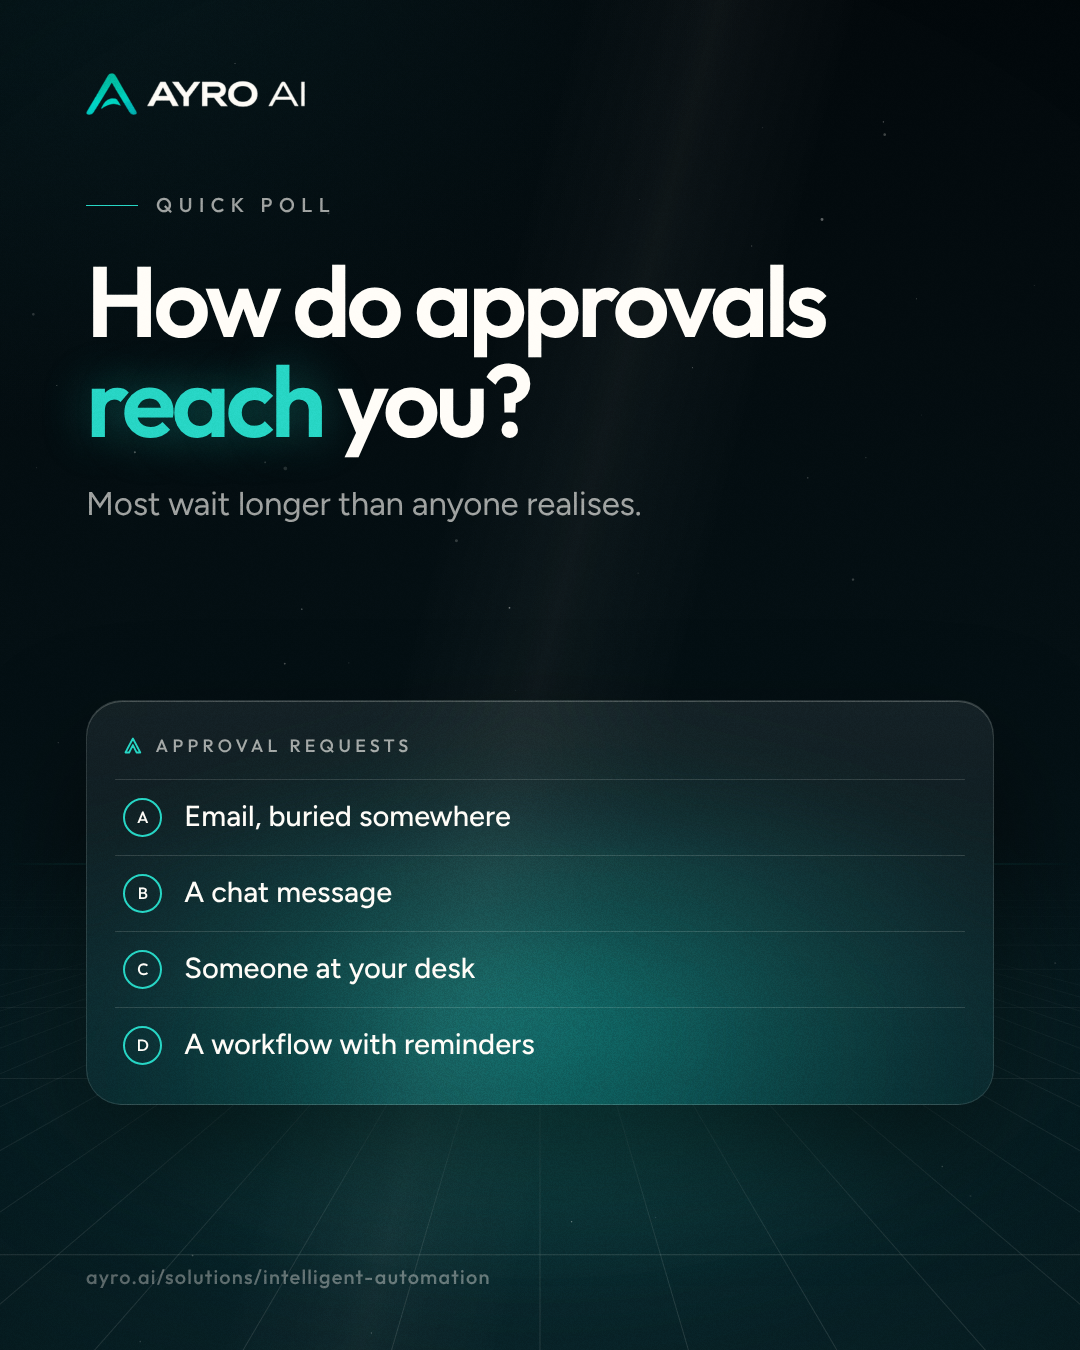 AYRO AI
QUICK POLL
How do approvals
reach you?
Most wait longer than anyone realises.
APPROVAL REQUESTS
A Email, buried somewhere
B A chat message
C Someone at your desk
D A workflow with reminders
ayro.ai/solutions/intelligent-automation